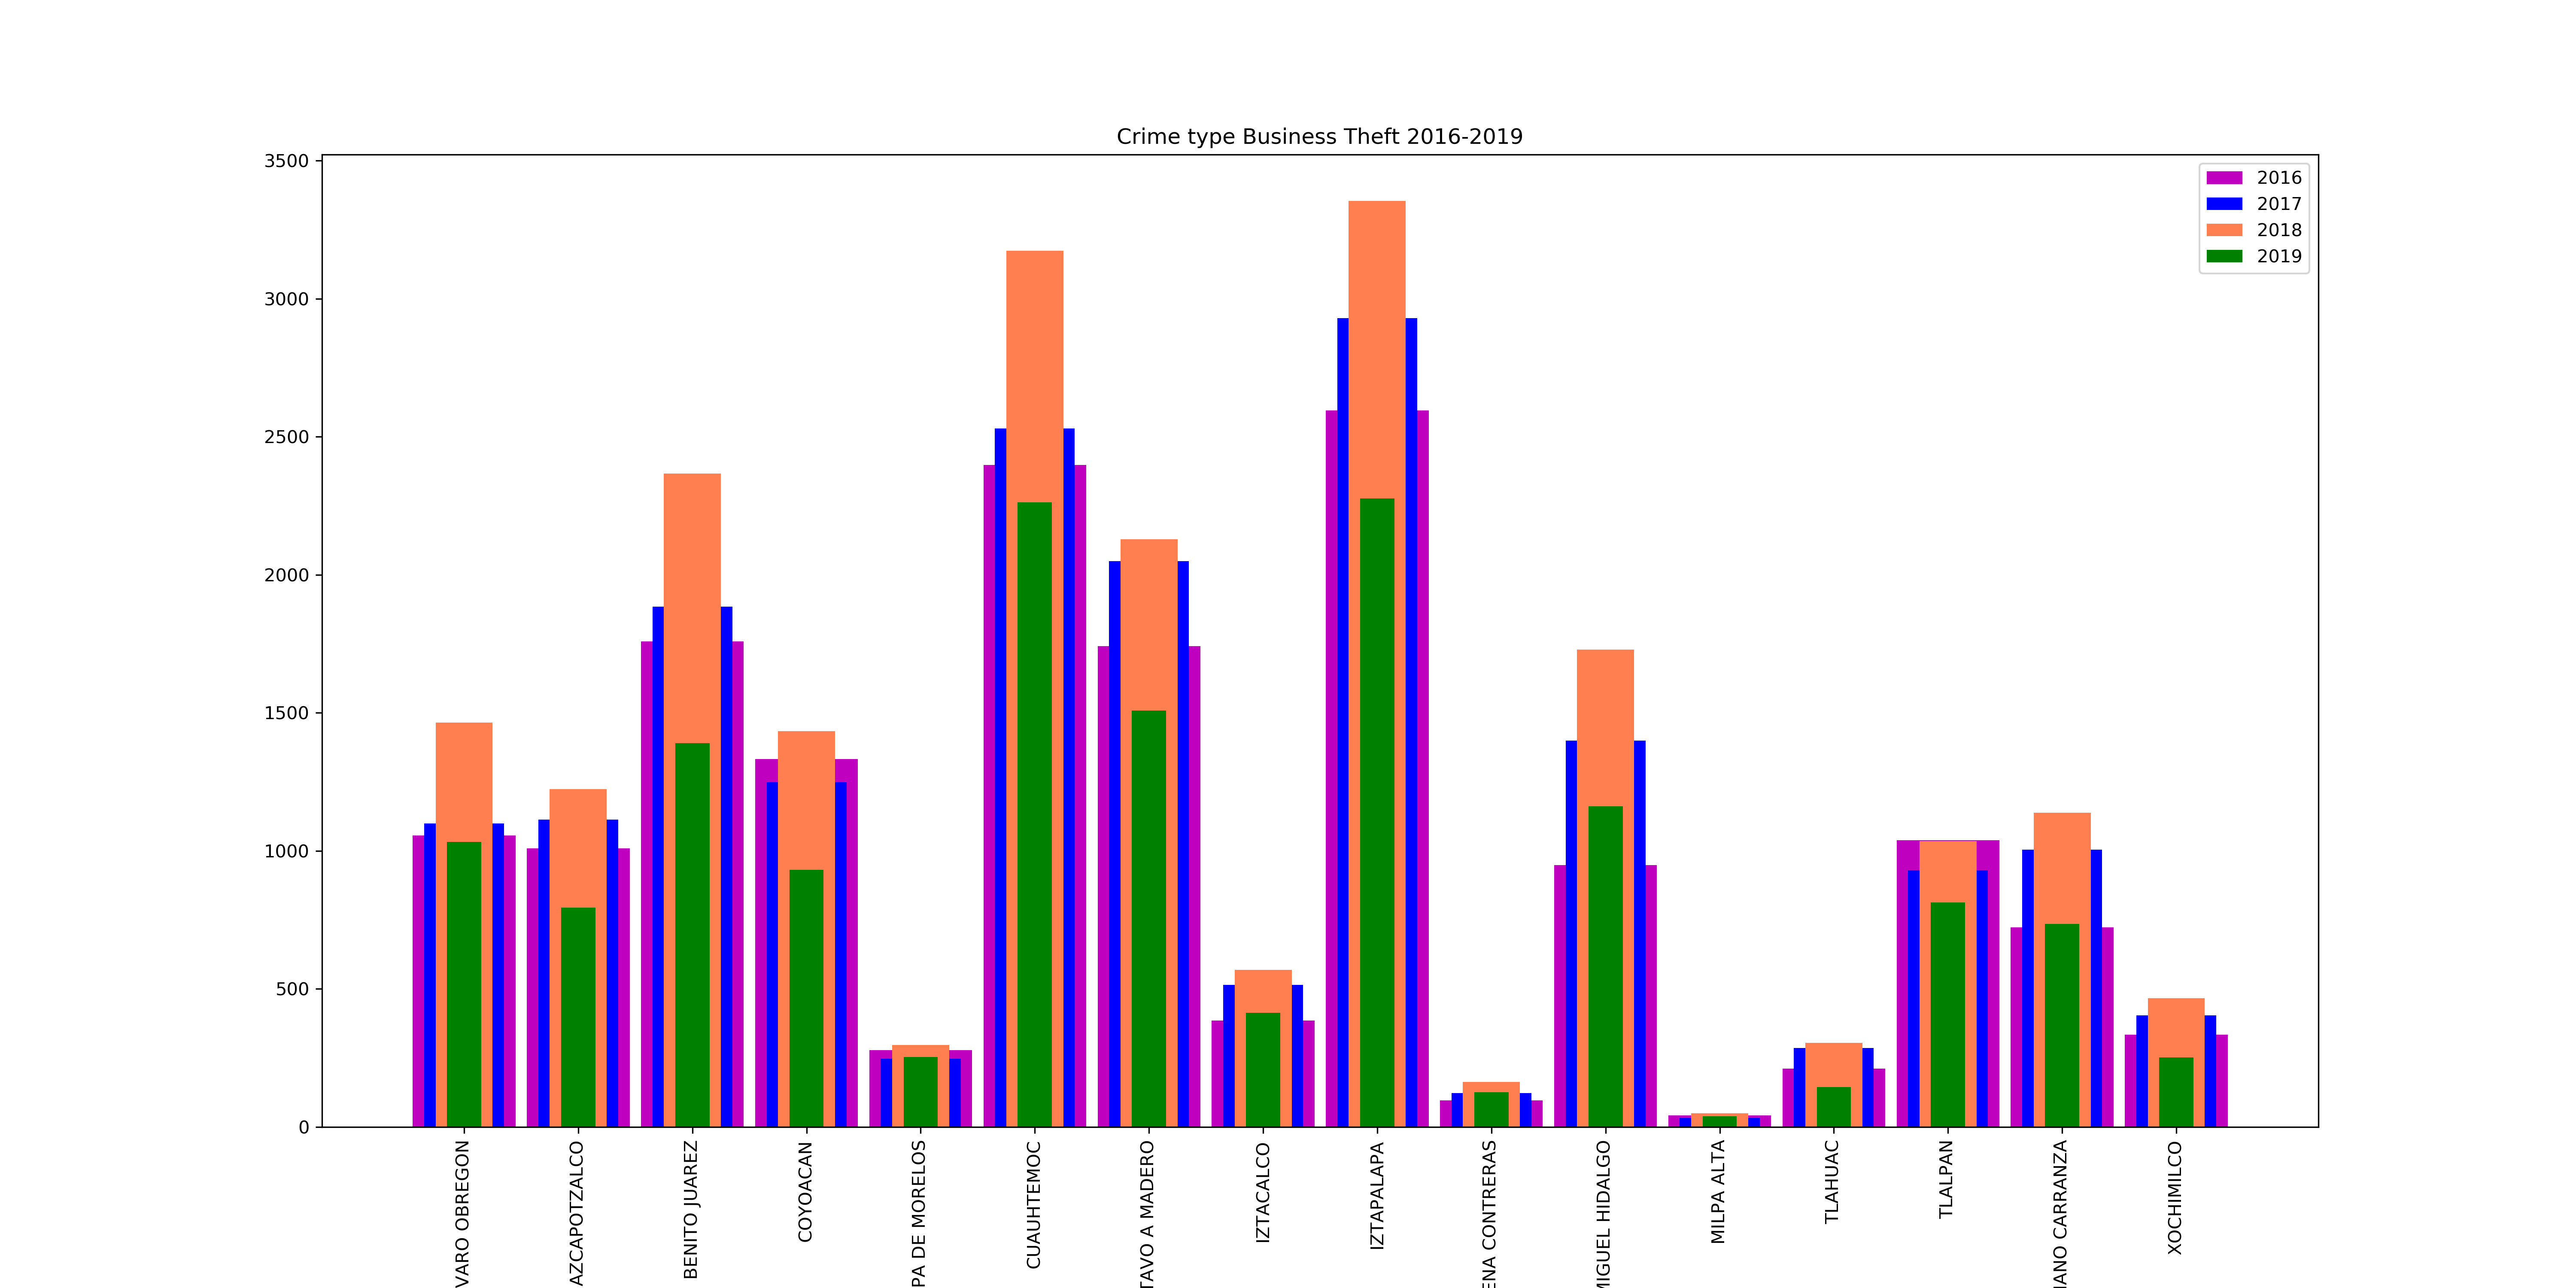 Crime type Business Theft 2016-2019
3500
3000
2500
2000
1500
1000
500
0
2016
2017
2018
2019
VARO OBREGON
AZCAPOTZALCO
BENITO JUAREZ
COYOACAN
PA DE MORELOS
CUAUHTEMOC
TAVO A MADERO
IZTACALCO
IZTAPALAPA
ENA CONTRERAS
MIGUEL HIDALGO
MILPA ALTA
TLAHUAC
TLALPAN
IANO CARRANZA
XOCHIMILCO